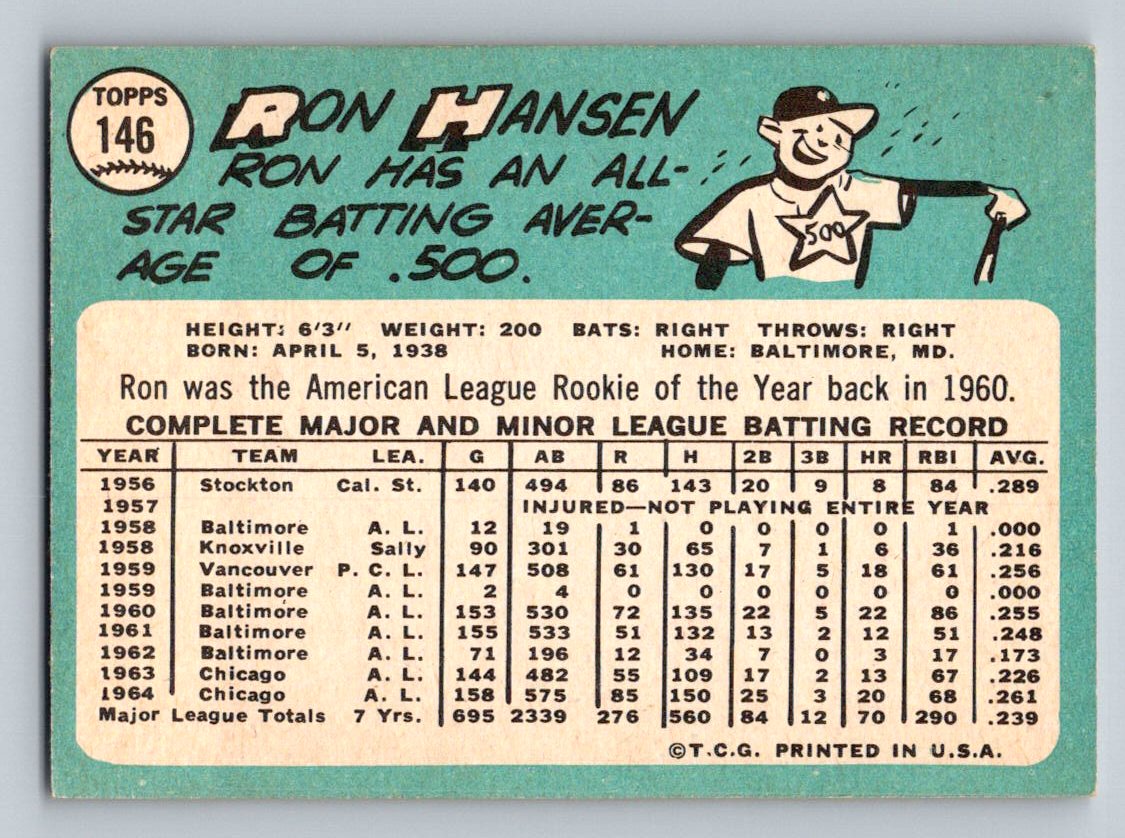 TOPPS
146
RON HANSEN
RON HAS AN ALL-
STAR BATTING AVER-
AGE OF .500.
500
HEIGHT: 6'3" WEIGHT: 200 BATS: RIGHT THROWS: RIGHT
BORN: APRIL 5, 1938 HOME: BALTIMORE, MD.
Ron was the American League Rookie of the Year back in 1960.
COMPLETE MAJOR AND MINOR LEAGUE BATTING RECORD
YEAR TEAM LEA. G AB R H 2B 3B HR RBI AVG.
1956 Stockton Cal. St. 140 494 86 143 20 9 8 84 .289
1957 INJURED—NOT PLAYING ENTIRE YEAR
1958 Baltimore A. L. 12 19 1 0 0 0 0 1 .000
1958 Knoxville Sally 90 301 30 65 7 1 6 36 .216
1959 Vancouver P. C. L. 147 508 61 130 17 5 18 61 .256
1959 Baltimore A. L. 2 4 0 0 0 0 0 0 .000
1960 Baltimore A. L. 153 530 72 135 22 5 22 86 .255
1961 Baltimore A. L. 155 533 51 132 13 2 12 51 .248
1962 Baltimore A. L. 71 196 12 34 7 0 3 17 .173
1963 Chicago A. L. 144 482 55 109 17 2 13 67 .226
1964 Chicago A. L. 158 575 85 150 25 3 20 68 .261
Major League Totals 7 Yrs. 695 2339 276 560 84 12 70 290 .239
©T.C.G. PRINTED IN U.S.A.